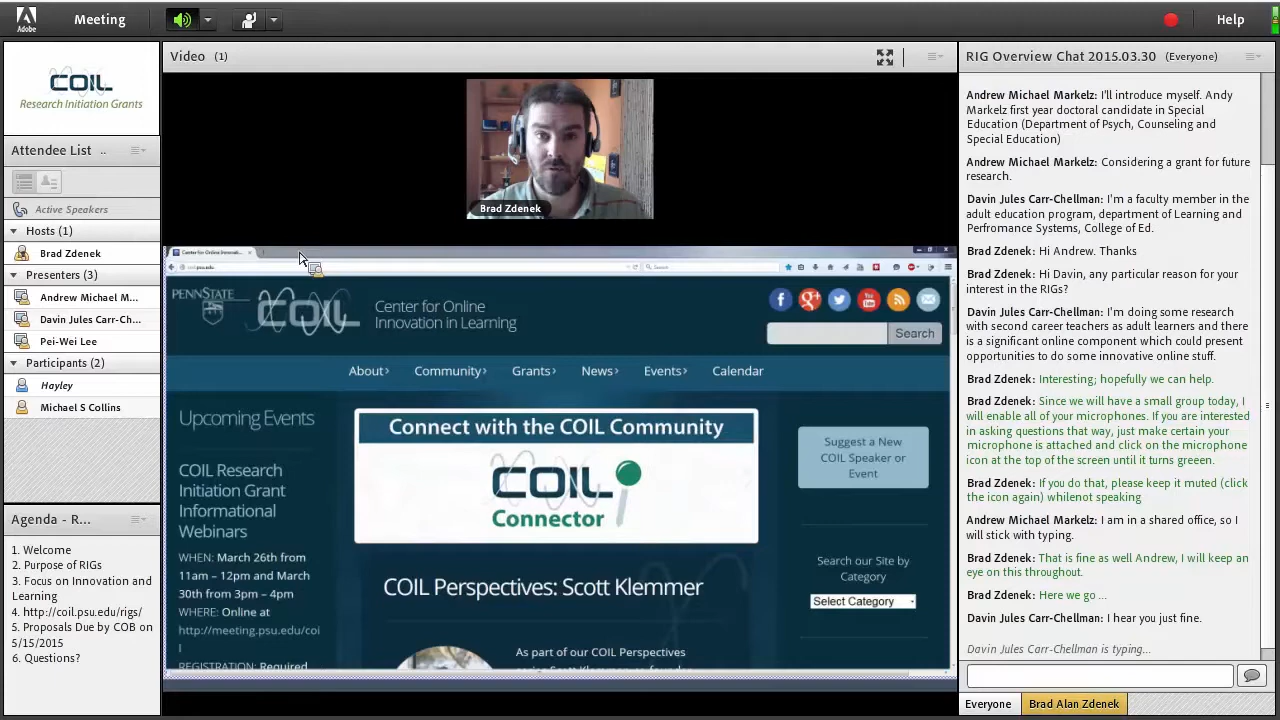 Adobe
Meeting
Help
COIL
Research Initiation Grants
Attendee List ..
Active Speakers
Hosts (1)
Brad Zdenek
Presenters (3)
Andrew Michael M...
Davin Jules Carr-Ch...
Pei-Wei Lee
Participants (2)
Hayley
Michael S Collins
Agenda - R...
1. Welcome
2. Purpose of RIGs
3. Focus on Innovation and
Learning
4. http://coil.psu.edu/rigs/
5. Proposals Due by COB on
5/15/2015
6. Questions?
Video (1)
Brad Zdenek
Center for Online Innovati...
coil.psu.edu
Search
PENNSTATE
COIL
Center for Online
Innovation in Learning
You
Tube
Search
About›
Community›
Grants›
News›
Events›
Calendar
Upcoming Events
COIL Research
Initiation Grant
Informational
Webinars
WHEN: March 26th from
11am – 12pm and March
30th from 3pm – 4pm
WHERE: Online at
http://meeting.psu.edu/coi
l
REGISTRATION: Required
Connect with the COIL Community
COIL
Connector
COIL Perspectives: Scott Klemmer
As part of our COIL Perspectives
Suggest a New
COIL Speaker or
Event
Search our Site by
Category
Select Category
RIG Overview Chat 2015.03.30 (Everyone)
Andrew Michael Markelz: I'll introduce myself. Andy
Markelz first year doctoral candidate in Special
Education (Department of Psych, Counseling and
Special Education)
Andrew Michael Markelz: Considering a grant for future
research.
Davin Jules Carr-Chellman: I'm a faculty member in the
adult education program, department of Learning and
Perfromance Systems, College of Ed.
Brad Zdenek: Hi Andrew. Thanks
Brad Zdenek: Hi Davin, any particular reason for your
interest in the RIGs?
Davin Jules Carr-Chellman: I'm doing some research
with second career teachers as adult learners and there
is a significant online component which could present
opportunities to do some innovative online stuff.
Brad Zdenek: Interesting; hopefully we can help.
Brad Zdenek: Since we will have a small group today, I
will enable all of your microphones. If you are interested
in asking questions that way, just make certain your
microphone is attached and click on the microphone
icon at the top of the screen until it turns greeen.
Brad Zdenek: If you do that, please keep it muted (click
the icon again) whilenot speaking
Andrew Michael Markelz: I am in a shared office, so I
will stick with typing.
Brad Zdenek: That is fine as well Andrew, I will keep an
eye on this throughout.
Brad Zdenek: Here we go ...
Davin Jules Carr-Chellman: I hear you just fine.
Davin Jules Carr-Chellman is typing...
Everyone
Brad Alan Zdenek